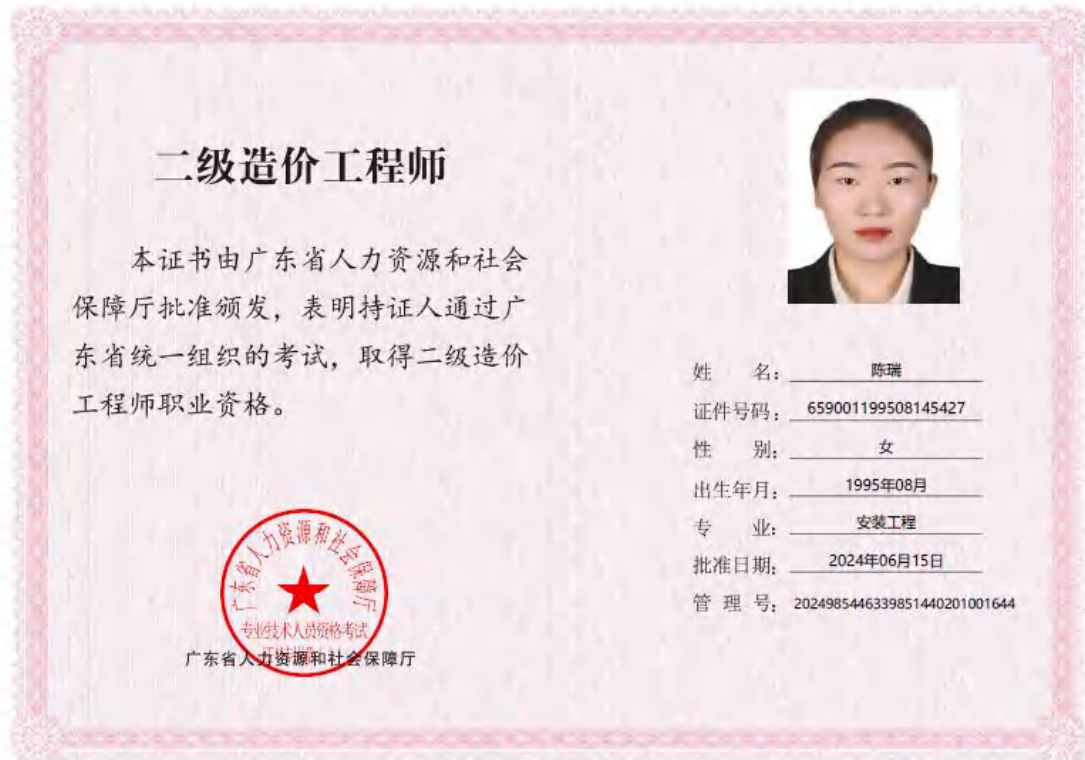 二级造价工程师
本证书由广东省人力资源和社会
保障厅批准颁发，表明持证人通过广
东省统一组织的考试，取得二级造价
工程师职业资格。
广东省人力资源和社会保障厅
专业技术人员资格考试
广东省人力资源和社会保障厅
姓名：陈瑞
证件号码：659001199508145427
性别：女
出生年月：1995年08月
专业：安装工程
批准日期：2024年06月15日
管理号：2024985446339851440201001644